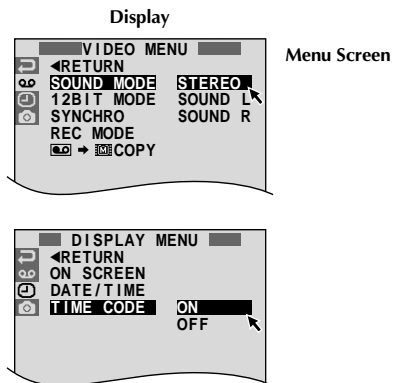 Display
Menu Screen
VIDEO MENU
◄RETURN
SOUND MODE STEREO
12BIT MODE SOUND L
SYNCHRO SOUND R
REC MODE
➡ M COPY
DISPLAY MENU
◄RETURN
ON SCREEN
DATE/TIME
TIME CODE ON
OFF